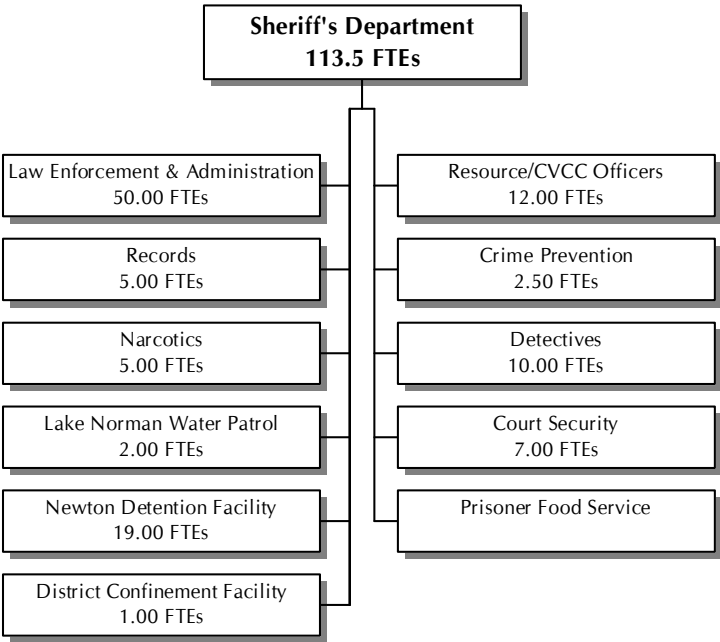 Sheriff's Department
113.5 FTEs
Law Enforcement & Administration
50.00 FTEs
Resource/CVCC Officers
12.00 FTEs
Records
5.00 FTEs
Crime Prevention
2.50 FTEs
Narcotics
5.00 FTEs
Detectives
10.00 FTEs
Lake Norman Water Patrol
2.00 FTEs
Court Security
7.00 FTEs
Newton Detention Facility
19.00 FTEs
Prisoner Food Service
District Confinement Facility
1.00 FTEs